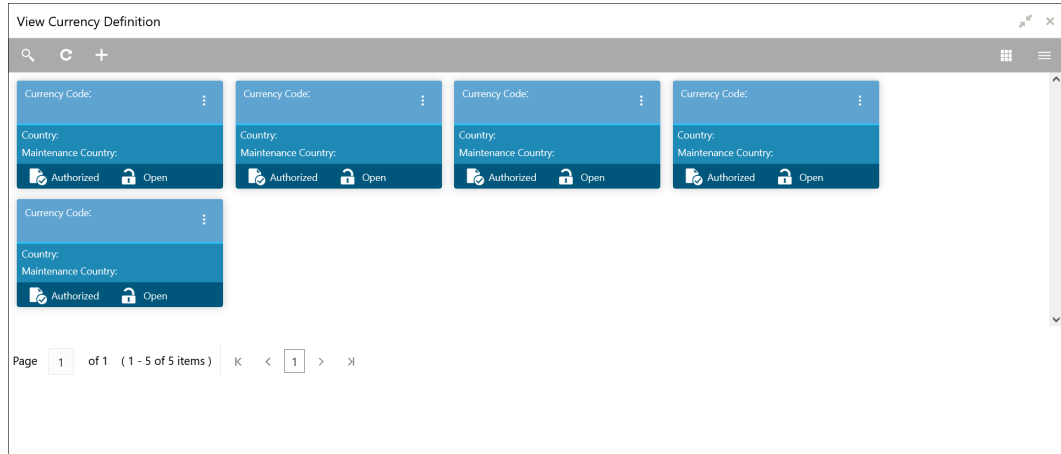 View Currency Definition
Currency Code: Currency Code: Currency Code: Currency Code:
Country: Country: Country: Country:
Maintenance Country: Maintenance Country: Maintenance Country: Maintenance Country:
Authorized Open Authorized Open Authorized Open Authorized Open
Currency Code:
Country:
Maintenance Country:
Authorized Open
Page 1 of 1 ( 1 - 5 of 5 items ) 1